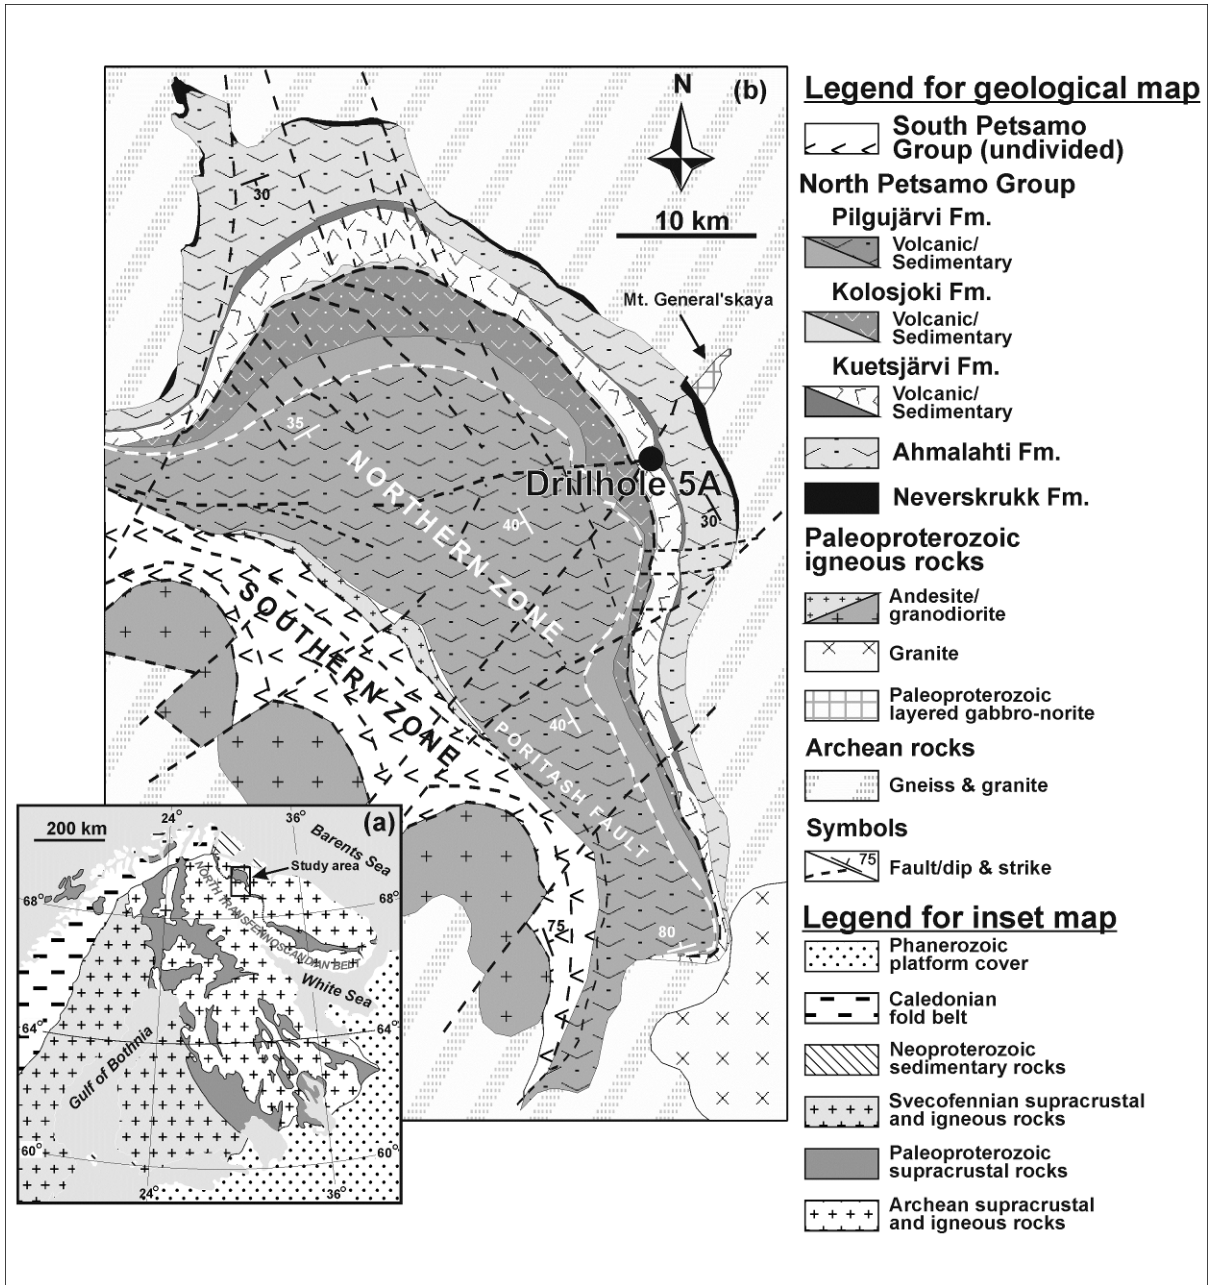 (b)
N
10 km
Mt. General'skaya
30
35
Drillhole 5A
30
40
NORTHERN ZONE
SOUTHERN ZONE
40
PORITASH FAULT
75
80
(a)
24°
36°
200 km
Barents Sea
Study area
68°
68°
NORTH TRANSFENNOSCANDIAN BELT
White Sea
64°
64°
Gulf of Bothnia
60°
60°
24°
36°
Legend for geological map
South Petsamo
Group (undivided)
North Petsamo Group
Pilgujärvi Fm.
Volcanic/
Sedimentary
Kolosjoki Fm.
Volcanic/
Sedimentary
Kuetsjärvi Fm.
Volcanic/
Sedimentary
Ahmalahti Fm.
Neverskrukk Fm.
Paleoproterozoic
igneous rocks
Andesite/
granodiorite
Granite
Paleoproterozoic
layered gabbro-norite
Archean rocks
Gneiss & granite
Symbols
75
Fault/dip & strike
Legend for inset map
Phanerozoic
platform cover
Caledonian
fold belt
Neoproterozoic
sedimentary rocks
Svecofennian supracrustal
and igneous rocks
Paleoproterozoic
supracrustal rocks
Archean supracrustal
and igneous rocks